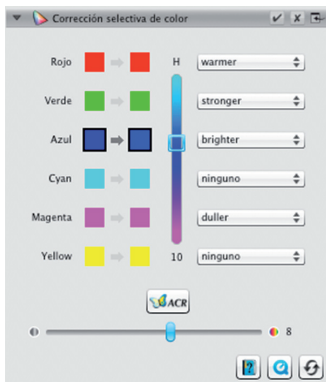 Corrección selectiva de color
Rojo H warmer
Verde stronger
Azul brighter
Cyan ninguno
Magenta duller
Yellow 10 ninguno
ACR
8